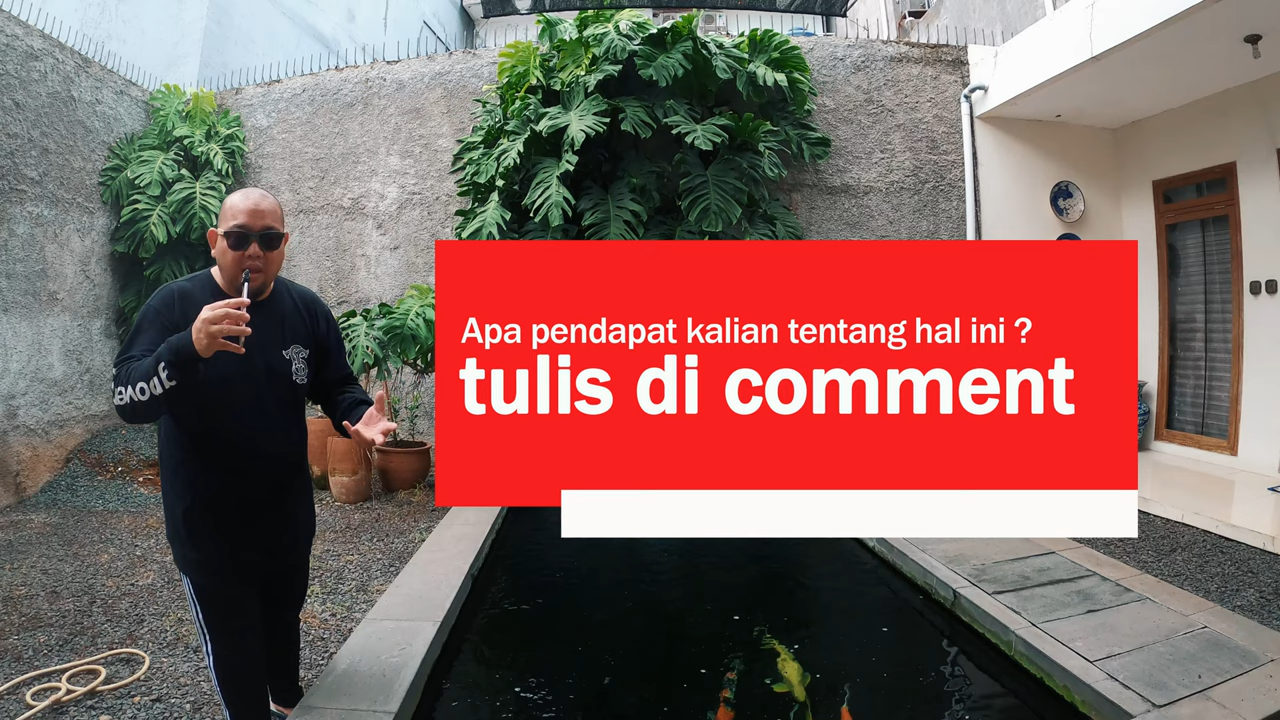 Apa pendapat kalian tentang hal ini ?
tulis di comment